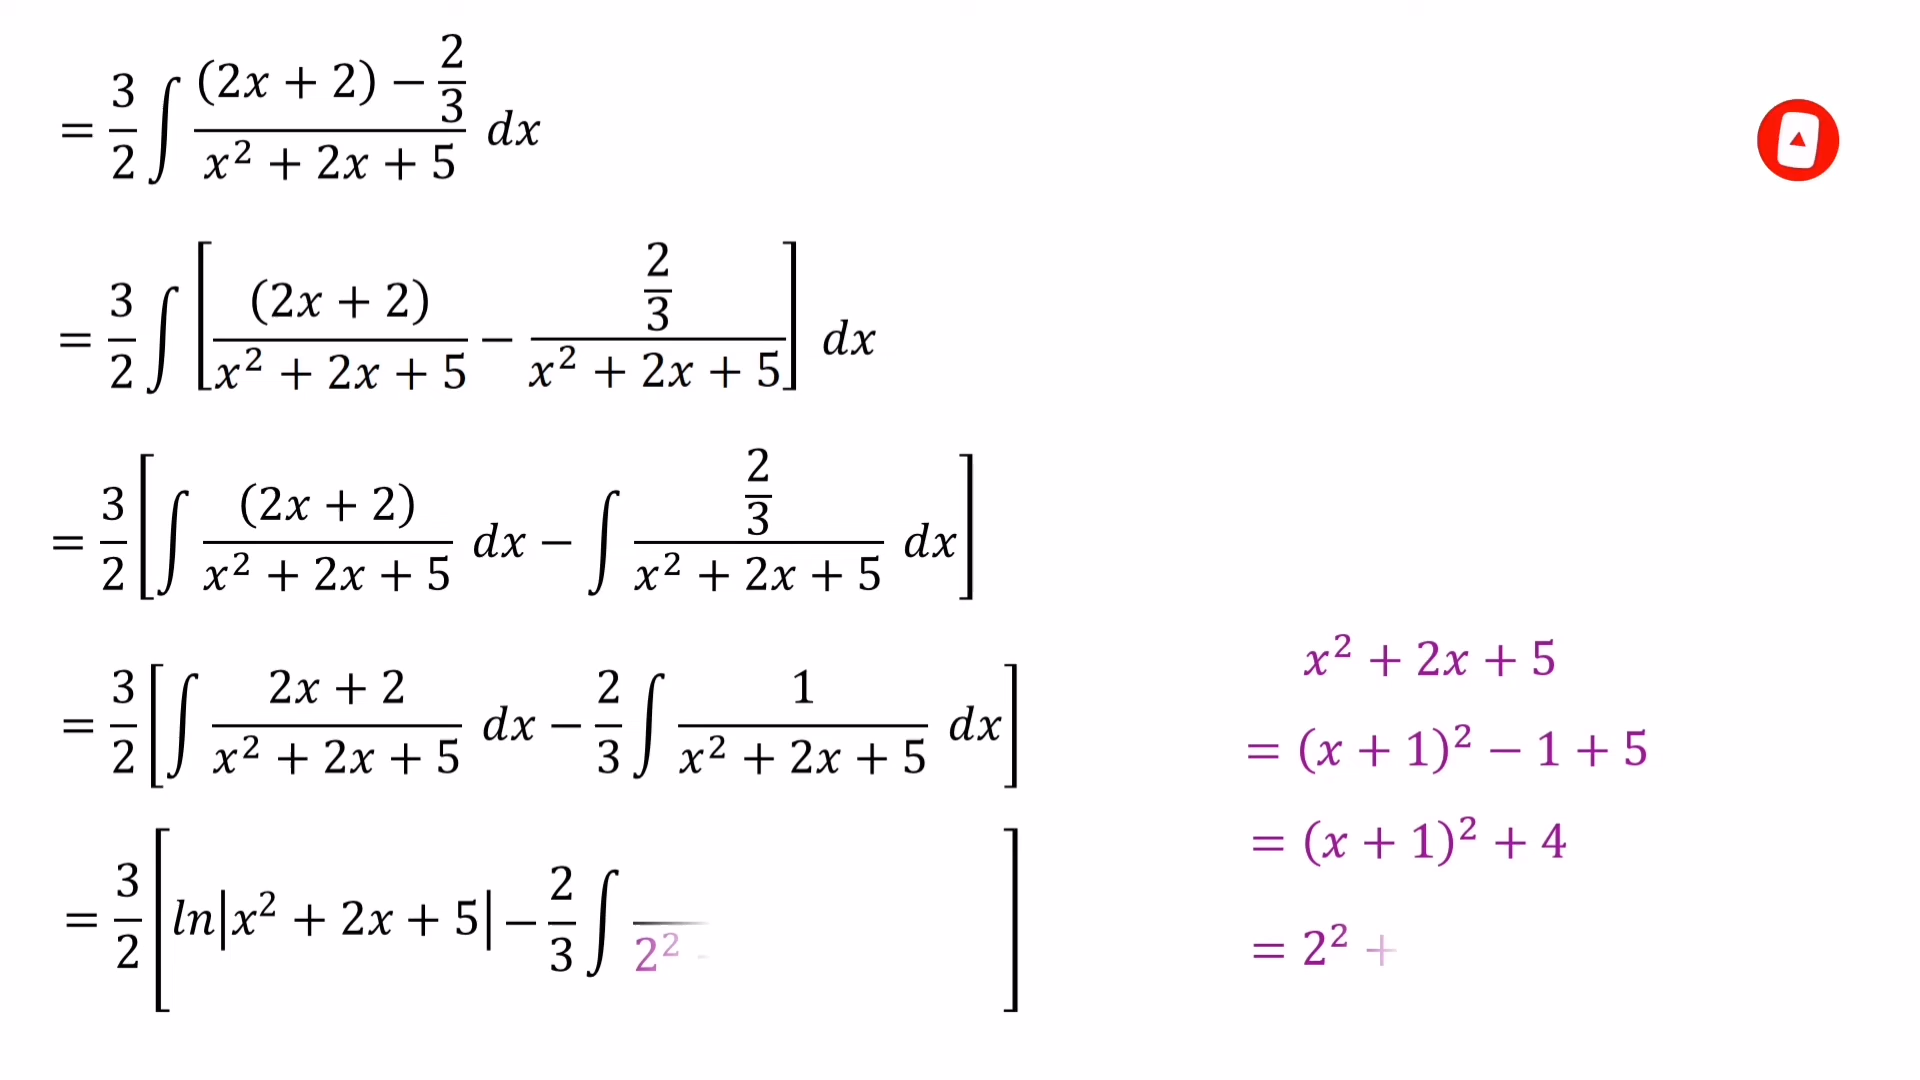 = 3/2 ∫ ((2x + 2) − 2/3)/(x² + 2x + 5) dx
= 3/2 ∫ [(2x + 2)/(x² + 2x + 5) − (2/3)/(x² + 2x + 5)] dx
= 3/2 [∫ (2x + 2)/(x² + 2x + 5) dx − ∫ (2/3)/(x² + 2x + 5) dx]
= 3/2 [∫ (2x + 2)/(x² + 2x + 5) dx − 2/3 ∫ 1/(x² + 2x + 5) dx]
= 3/2 [ln|x² + 2x + 5| − 2/3 ∫ /2² ]
x² + 2x + 5
= (x + 1)² − 1 + 5
= (x + 1)² + 4
= 2² +